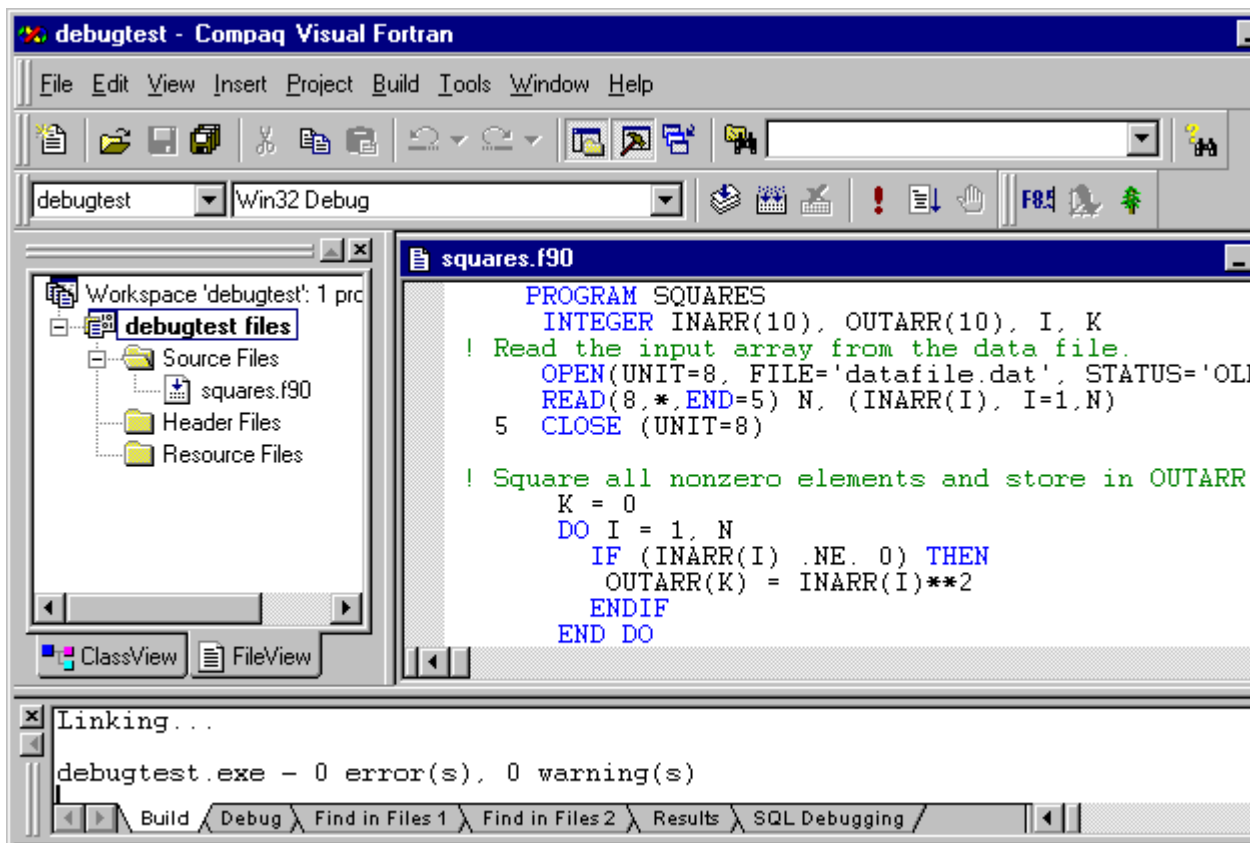 debugtest - Compaq Visual Fortran
File Edit View Insert Project Build Tools Window Help
debugtest Win32 Debug
Workspace 'debugtest': 1 prc
debugtest files
Source Files
squares.f90
Header Files
Resource Files
ClassView FileView
squares.f90
PROGRAM SQUARES
INTEGER INARR(10), OUTARR(10), I, K
! Read the input array from the data file.
OPEN(UNIT=8, FILE='datafile.dat', STATUS='OL
READ(8,*,END=5) N, (INARR(I), I=1,N)
5 CLOSE (UNIT=8)
! Square all nonzero elements and store in OUTARR
K = 0
DO I = 1, N
IF (INARR(I) .NE. 0) THEN
OUTARR(K) = INARR(I)**2
ENDIF
END DO
Linking...
debugtest.exe - 0 error(s), 0 warning(s)
Build Debug Find in Files 1 Find in Files 2 Results SQL Debugging